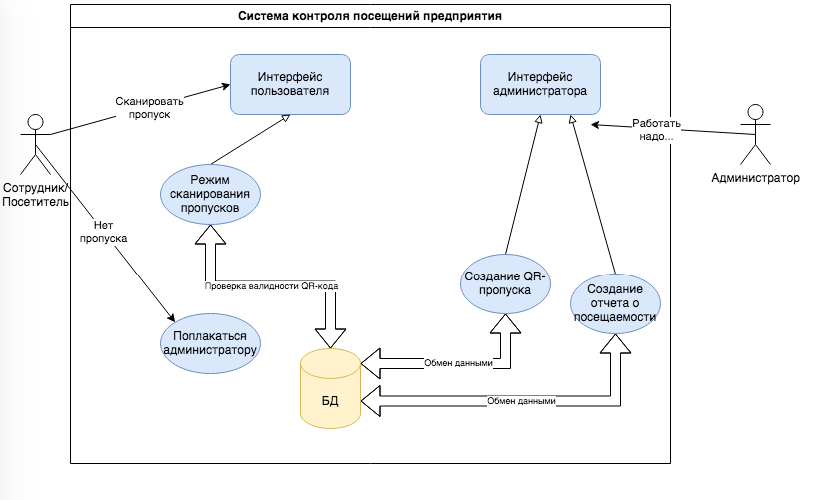 Система контроля посещений предприятия
Интерфейс
пользователя
Интерфейс
администратора
Сканировать
пропуск
Работать
надо...
Сотрудник/
Посетитель
Администратор
Режим
сканирования
пропусков
Нет
пропуска
Проверка валидности QR-кода
Создание QR-
пропуска
Создание
отчета о
посещаемости
Поплакаться
администратору
Обмен данными
БД
Обмен данными